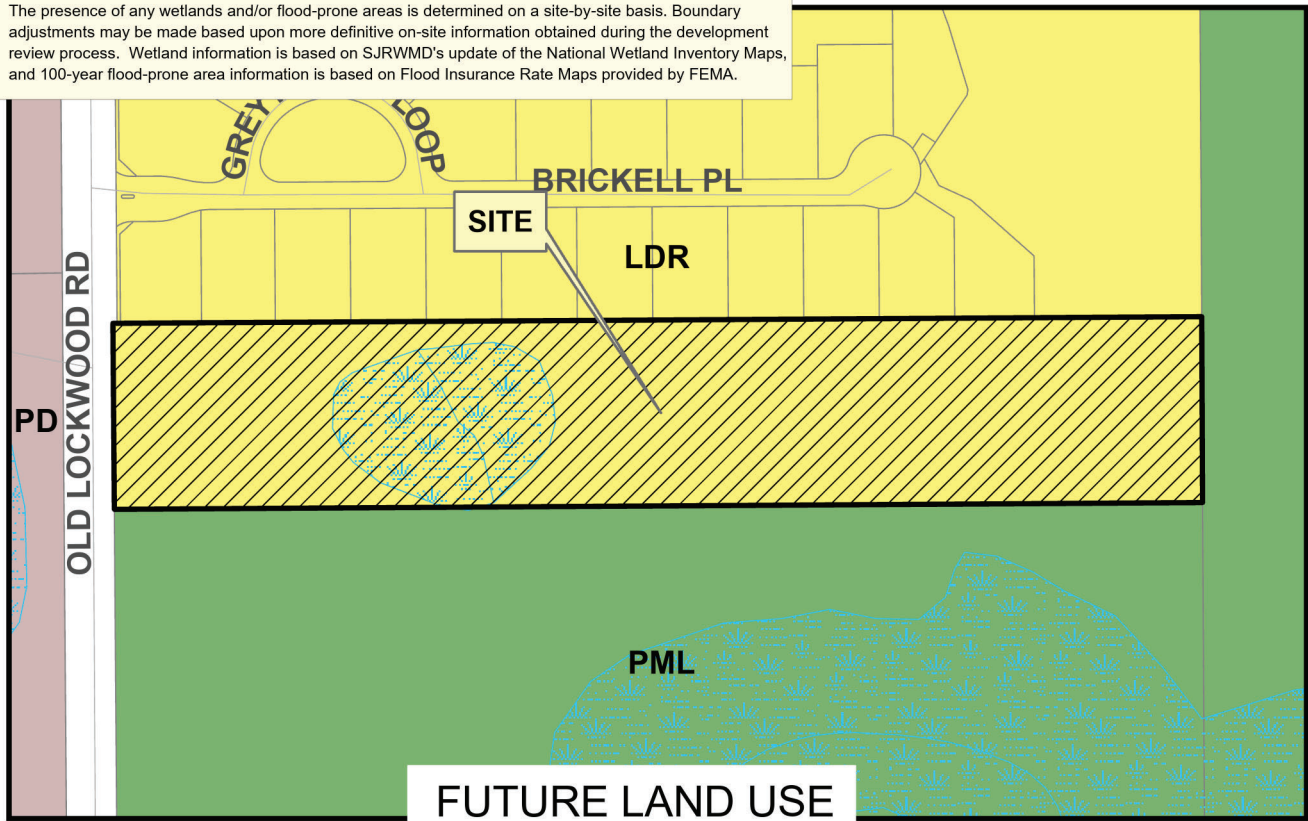 The presence of any wetlands and/or flood-prone areas is determined on a site-by-site basis. Boundary
adjustments may be made based upon more definitive on-site information obtained during the development
review process. Wetland information is based on SJRWMD's update of the National Wetland Inventory Maps,
and 100-year flood-prone area information is based on Flood Insurance Rate Maps provided by FEMA.
GREY
LOOP
BRICKELL PL
SITE
LDR
OLD LOCKWOOD RD
PD
PML
FUTURE LAND USE